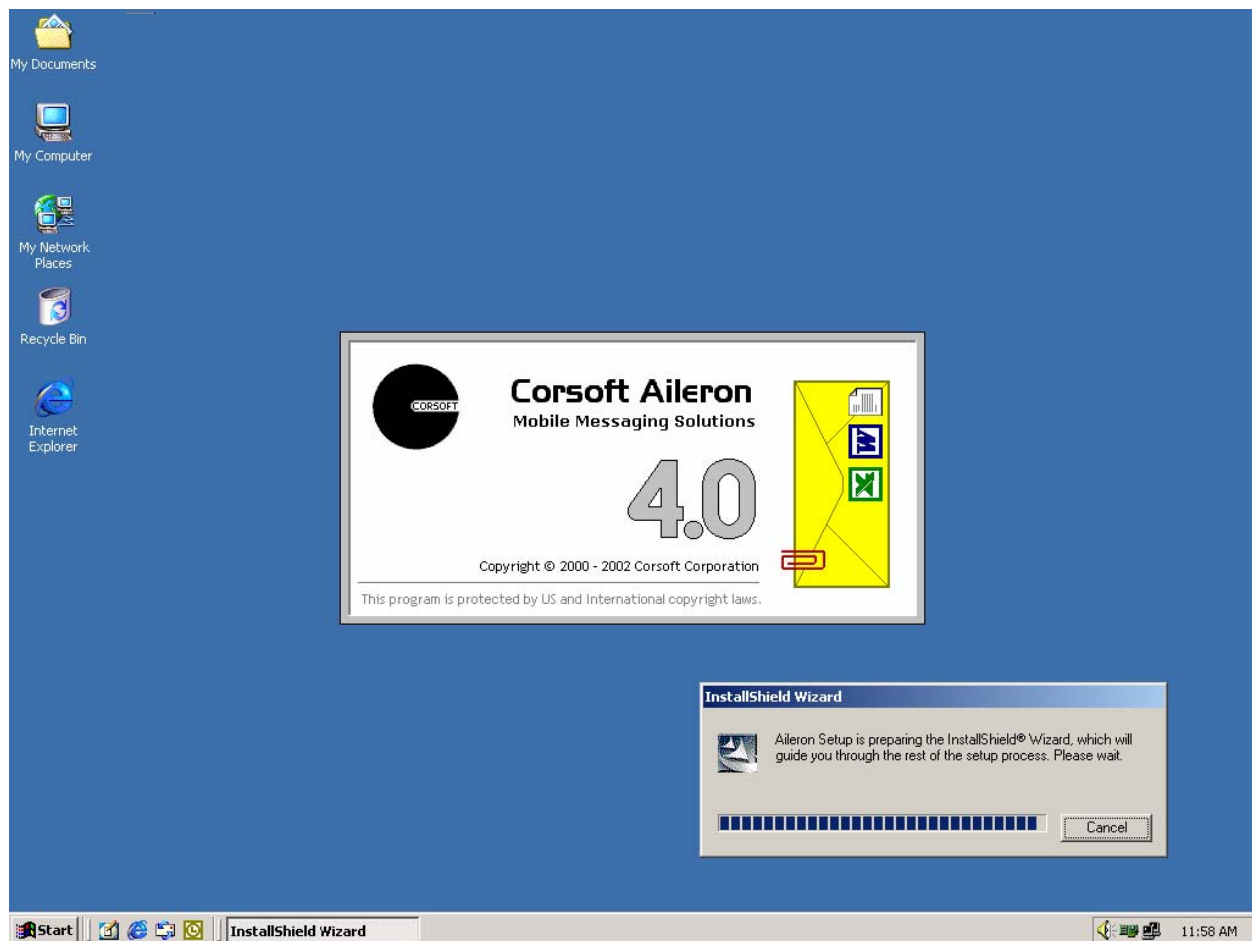 My Documents
My Computer
My Network
Places
Recycle Bin
Internet
Explorer
CORSOFT
Corsoft Aileron
Mobile Messaging Solutions
4.0
Copyright © 2000 - 2002 Corsoft Corporation
This program is protected by US and International copyright laws.
InstallShield Wizard
Aileron Setup is preparing the InstallShield® Wizard, which will
guide you through the rest of the setup process. Please wait.
Cancel
Start
InstallShield Wizard
11:58 AM